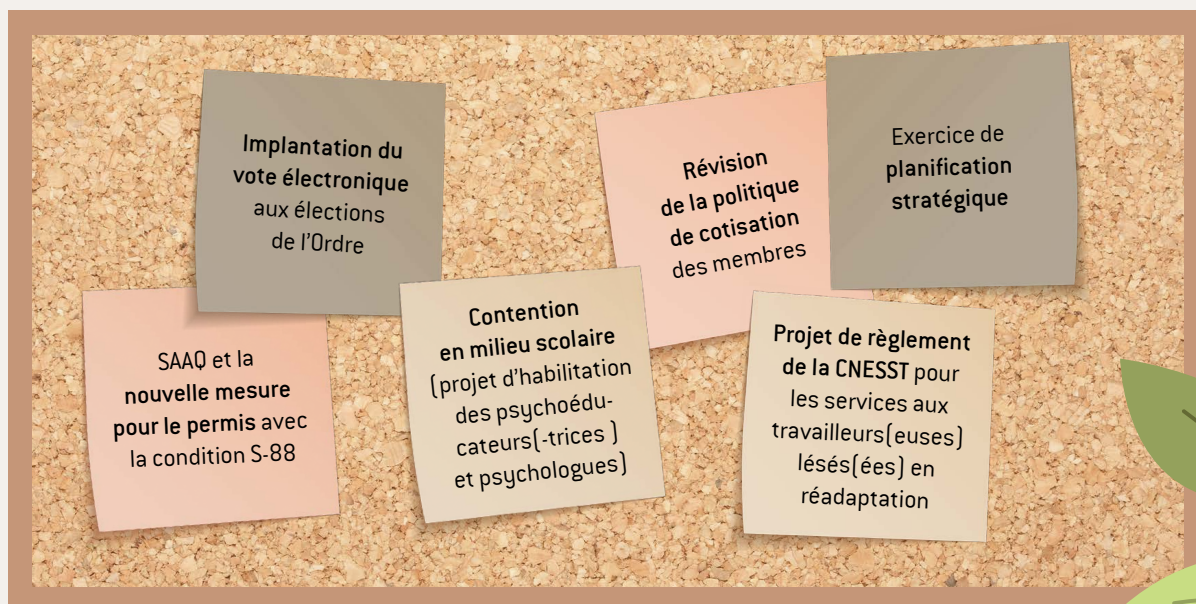 Implantation du
vote électronique
aux élections
de l'Ordre
Révision
de la politique
de cotisation
des membres
Exercice de
planification
stratégique
SAAQ et la
nouvelle mesure
pour le permis avec
la condition S-88
Contention
en milieu scolaire
(projet d'habilitation
des psychoédu-
cateurs(-trices )
et psychologues)
Projet de règlement
de la CNESST pour
les services aux
travailleurs(euses)
lésés(ées) en
réadaptation